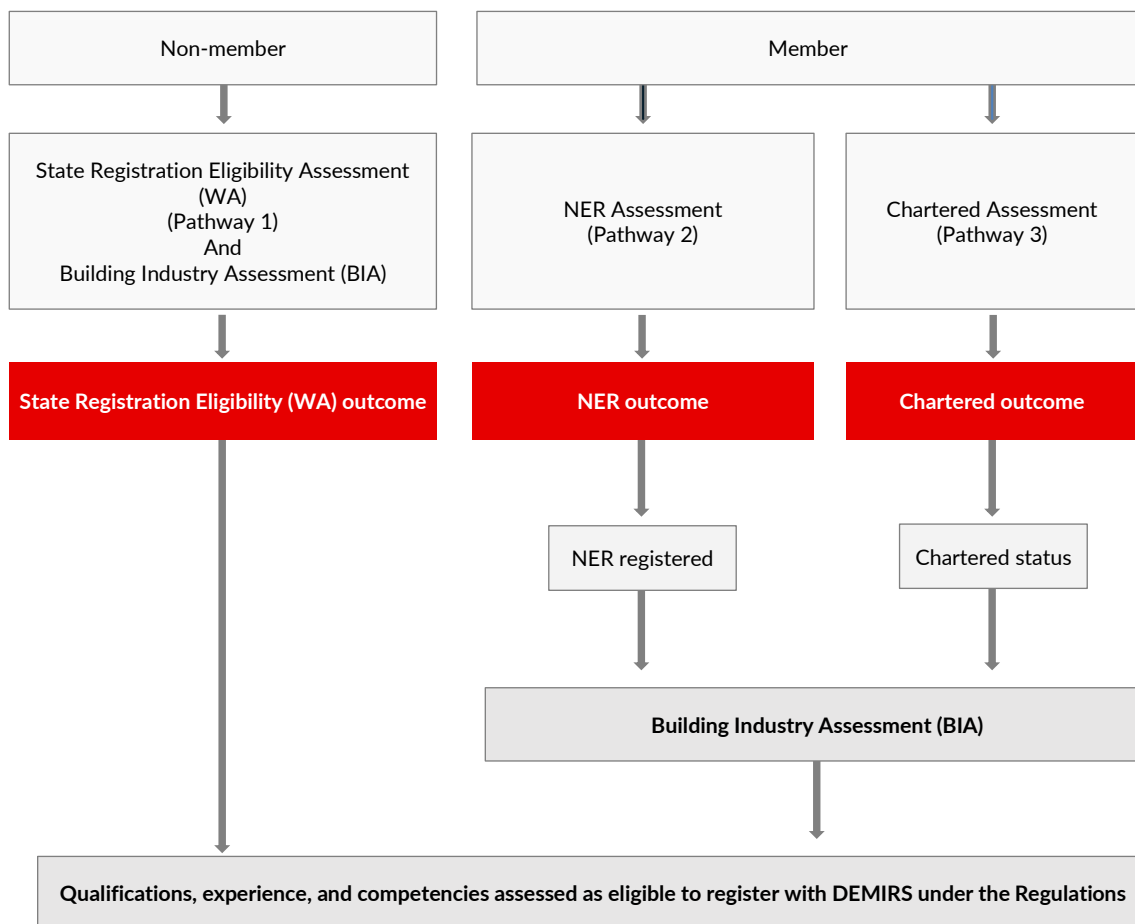 Non-member
Member
State Registration Eligibility Assessment
(WA)
(Pathway 1)
And
Building Industry Assessment (BIA)
NER Assessment
(Pathway 2)
Chartered Assessment
(Pathway 3)
State Registration Eligibility (WA) outcome
NER outcome
Chartered outcome
NER registered
Chartered status
Building Industry Assessment (BIA)
Qualifications, experience, and competencies assessed as eligible to register with DEMIRS under the Regulations